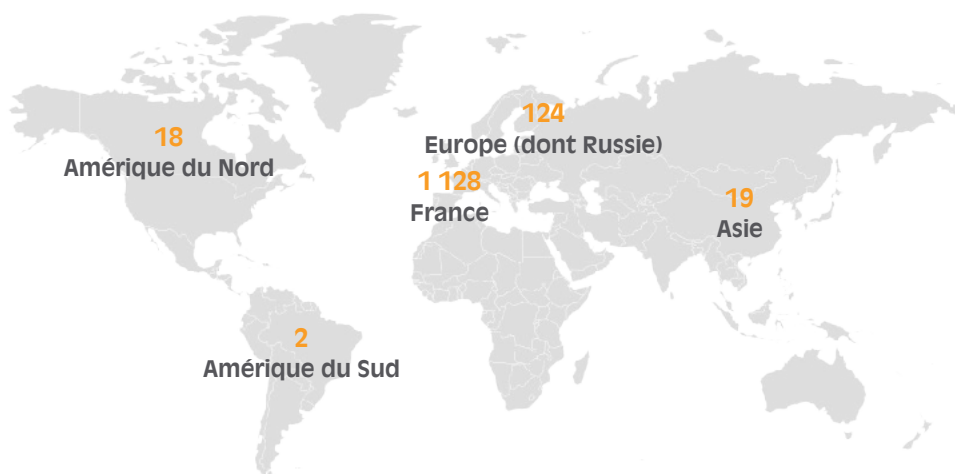 124
Europe (dont Russie)
18
Amérique du Nord
1 128
France
19
Asie
2
Amérique du Sud